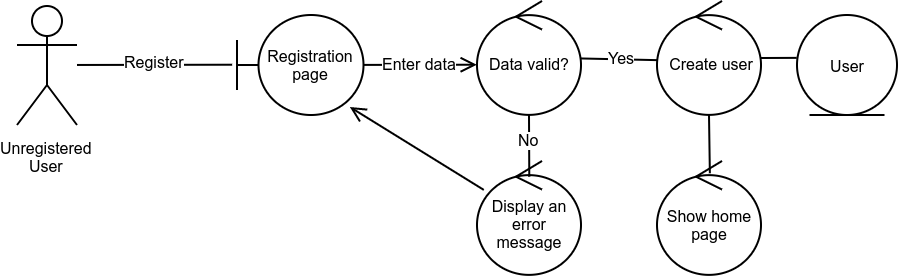 Register
Registration
page
Enter data
Data valid?
Yes
Create user
User
No
Unregistered
User
Display an
error
message
Show home
page